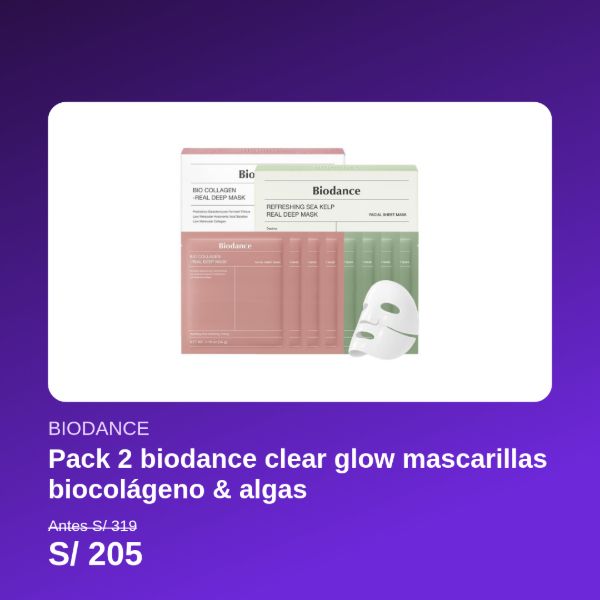 Bio
BIO COLLAGEN
-REAL DEEP MASK
Biodance
REFRESHING SEA KELP
REAL DEEP MASK
FACIAL SHEET MASK
Biodance
BIO COLLAGEN
-REAL DEEP MASK
BIODANCE
Pack 2 biodance clear glow mascarillas
biocolágeno & algas
Antes S/ 319
S/ 205